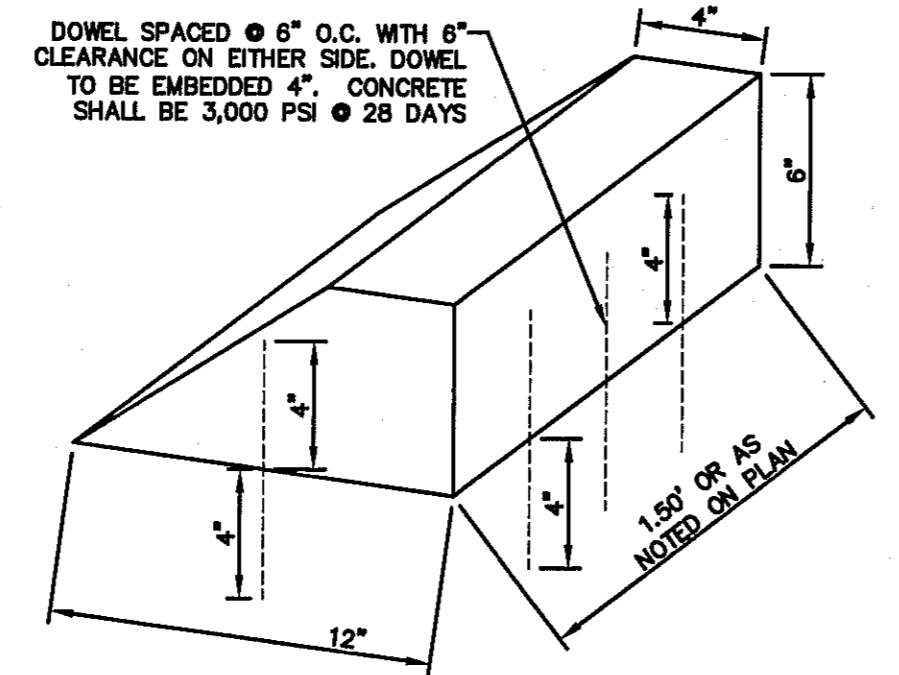 DOWEL SPACED @ 6" O.C. WITH 6"
CLEARANCE ON EITHER SIDE. DOWEL
TO BE EMBEDDED 4". CONCRETE
SHALL BE 3,000 PSI @ 28 DAYS
4"
6"
4"
4"
4"
4"
1.50' OR AS
NOTED ON PLAN
12"